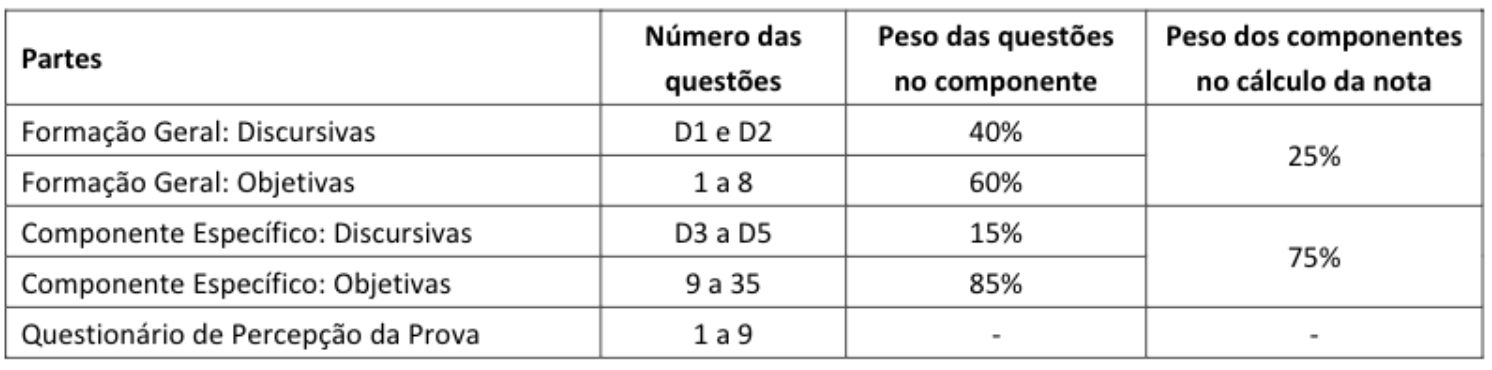 Partes
Número das questões
Peso das questões no componente
Peso dos componentes no cálculo da nota
Formação Geral: Discursivas D1 e D2 40%
25%
Formação Geral: Objetivas 1 a 8 60%
Componente Específico: Discursivas D3 a D5 15%
75%
Componente Específico: Objetivas 9 a 35 85%
Questionário de Percepção da Prova 1 a 9 - -